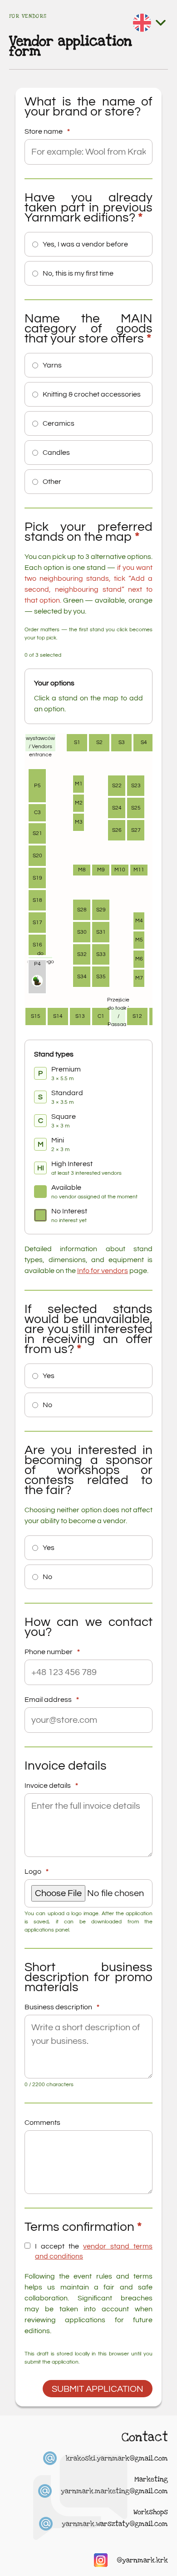 FOR VENDORS
Vendor application
form
What is the name of
your brand or store?
Store name *
For example: Wool from Krak
Have you already
taken part in previous
Yarnmark editions? *
Yes, I was a vendor before
No, this is my first time
Name the MAIN
category of goods
that your store offers *
Yarns
Knitting & crochet accessories
Ceramics
Candles
Other
Pick your preferred
stands on the map *
You can pick up to 3 alternative options.
Each option is one stand — if you want
two neighbouring stands, tick "Add a
second, neighbouring stand" next to
that option. Green — available, orange
— selected by you.
Order matters — the first stand you click becomes
your top pick.
0 of 3 selected
Your options
Click a stand on the map to add
an option.
wystawców
/ Vendors
entrance
S1 S2 S3 S4
P5
C3
S21
S20
S19
S18
S17
S16
P4
M1
M2
M3
S22 S23
S24 S25
S26 S27
M8 M9 M10 M11
S28 S29
S30 S31
S32 S33
S34 S35
M4
M5
M6
M7
Przejście
do foaje
/
Passage
S15 S14 S13 C1 S12
Stand types
P Premium
3 × 5.5 m
S Standard
3 × 3.5 m
C Square
3 × 3 m
M Mini
2 × 3 m
HI High Interest
at least 3 interested vendors
Available
no vendor assigned at the moment
No Interest
no interest yet
Detailed information about stand
types, dimensions, and equipment is
available on the Info for vendors page.
If selected stands
would be unavailable,
are you still interested
in receiving an offer
from us? *
Yes
No
Are you interested in
becoming a sponsor
of workshops or
contests related to
the fair?
Choosing neither option does not affect
your ability to become a vendor.
Yes
No
How can we contact
you?
Phone number *
+48 123 456 789
Email address *
your@store.com
Invoice details
Invoice details *
Enter the full invoice details
Logo *
Choose File No file chosen
You can upload a logo image. After the application
is saved, it can be downloaded from the
applications panel.
Short business
description for promo
materials
Business description *
Write a short description of
your business.
0 / 2200 characters
Comments
Terms confirmation *
I accept the vendor stand terms
and conditions
Following the event rules and terms
helps us maintain a fair and safe
collaboration. Significant breaches
may be taken into account when
reviewing applications for future
editions.
This draft is stored locally in this browser until you
submit the application.
SUBMIT APPLICATION
Contact
krakoski.yarnmark@gmail.com
Marketing
yarnmark.marketing@gmail.com
Workshops
yarnmark.warsztaty@gmail.com
@yarnmark.krk